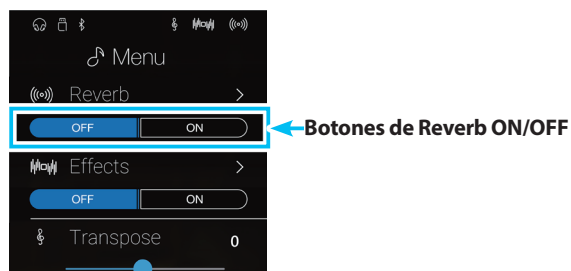 Menu
Reverb
OFF ON
Botones de Reverb ON/OFF
Effects
OFF ON
Transpose 0